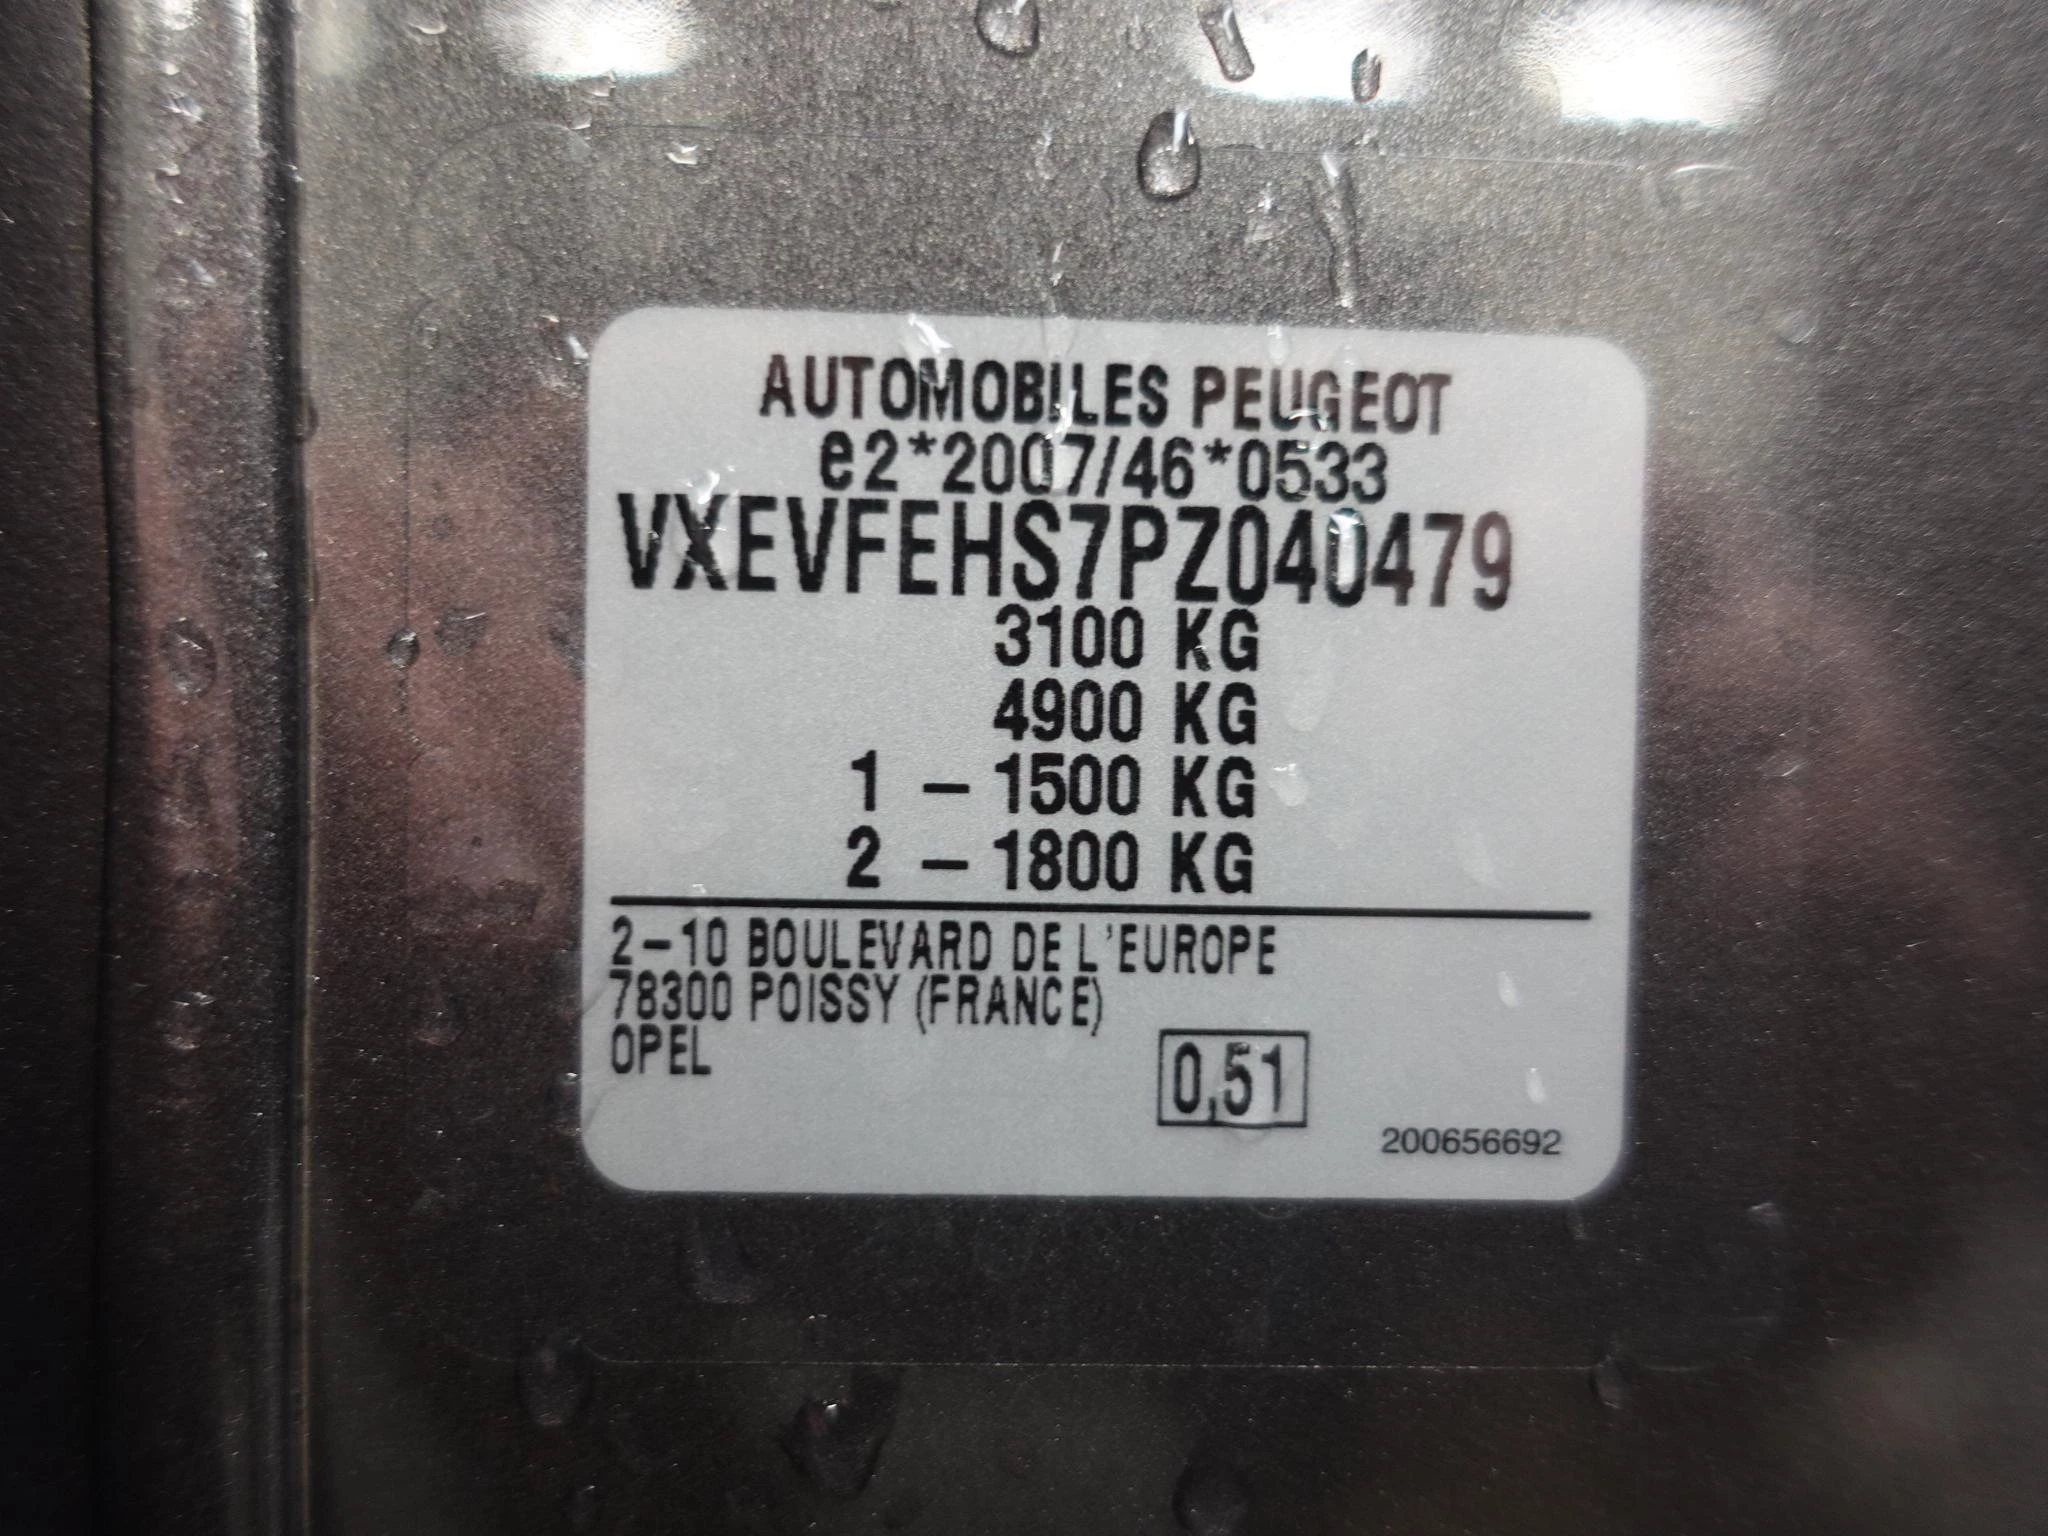 AUTOMOBILES PEUGEOT
e2*2007/46*0533
VXEVFEHS7PZ040479
3100 KG
4900 KG
1 – 1500 KG
2 – 1800 KG
2–10 BOULEVARD DE L'EUROPE
78300 POISSY (FRANCE)
OPEL
0,51
200656692